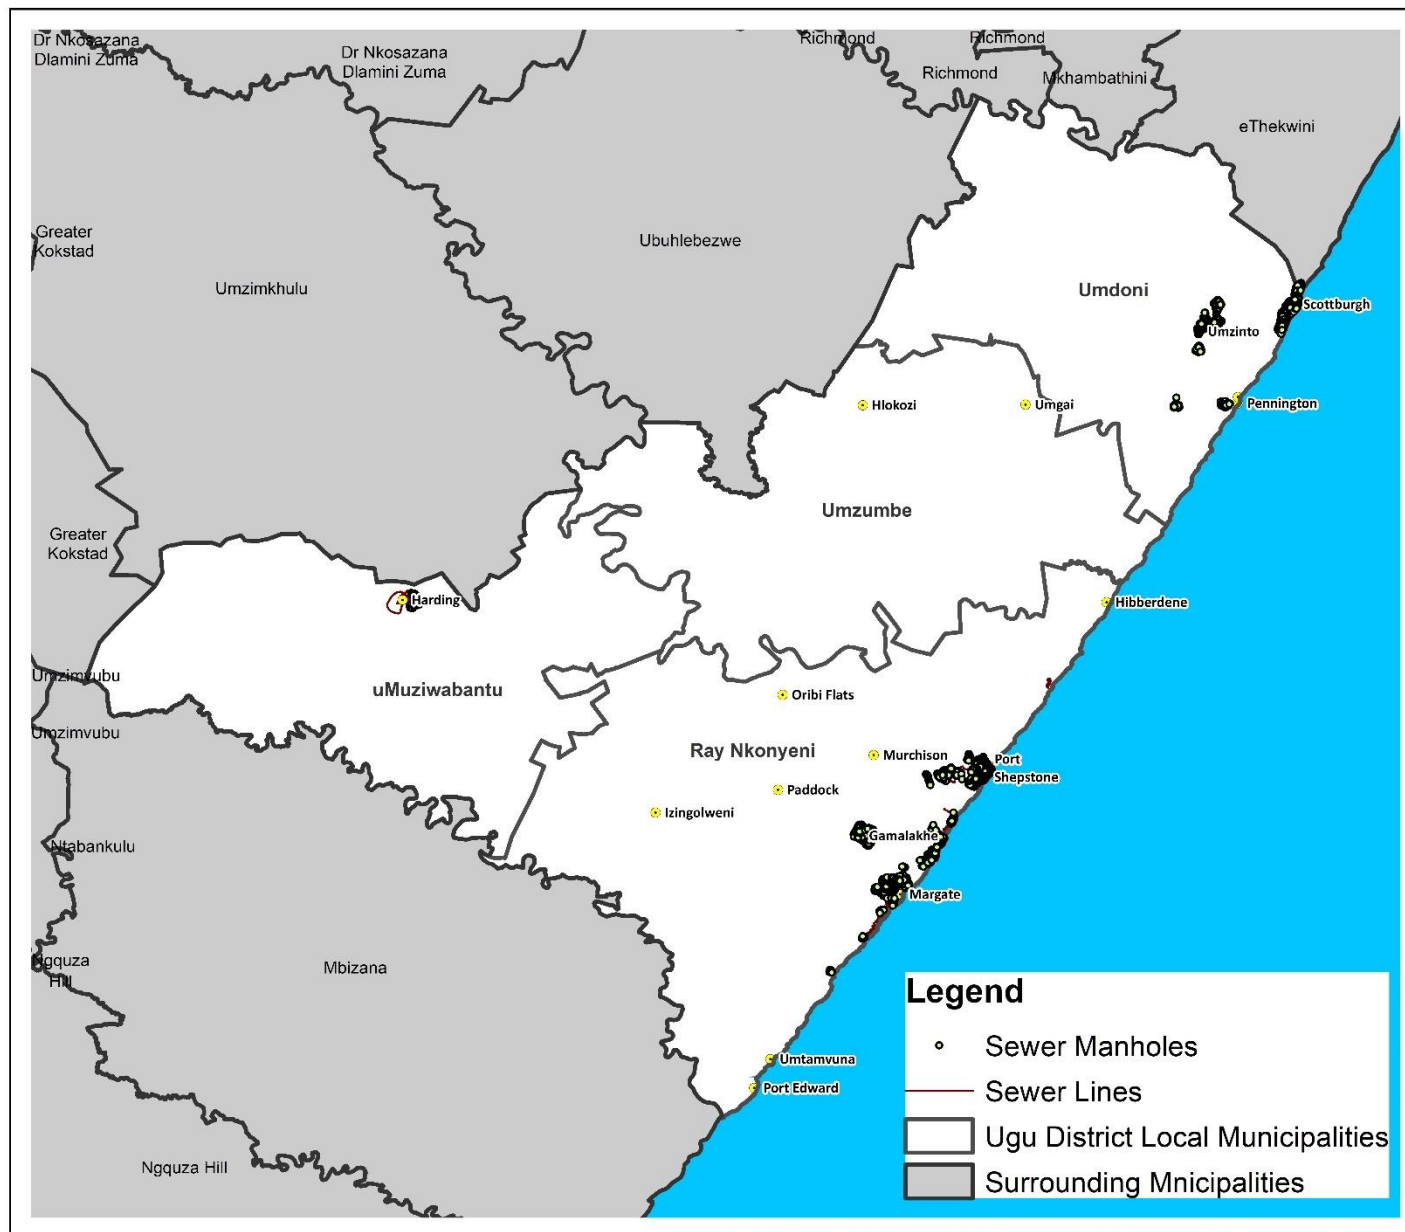 Dr Nkosazana
Dlamini Zuma
Dr Nkosazana
Dlamini Zuma
Richmond
Richmond
Richmond
Mkhambathini
eThekwini
Greater
Kokstad
Ubuhlebezwe
Umzimkhulu
Umdoni
Scottburgh
Umzinto
Hlokozi
Umgai
Pennington
Umzumbe
Greater
Kokstad
Harding
Hibberdene
Umzimvubu
uMuziwabantu
Oribi Flats
Umzimvubu
Ray Nkonyeni
Murchison
Port
Shepstone
Paddock
Izingolweni
Gamalakhe
Ntabankulu
Margate
Ngquza
Hill
Mbizana
Umtamvuna
Port Edward
Ngquza Hill
Legend
Sewer Manholes
Sewer Lines
Ugu District Local Municipalities
Surrounding Mnicipalities